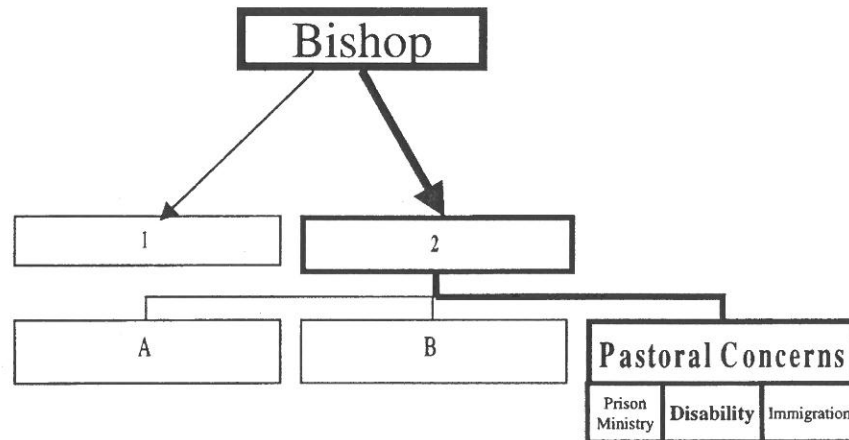 Bishop
1
2
A
B
Pastoral Concerns
Prison
Ministry
Disability
Immigration